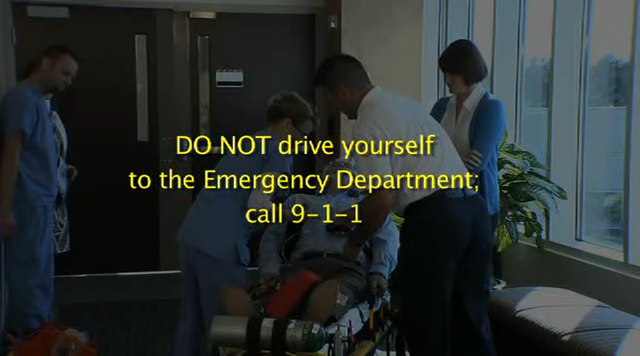 DO NOT drive yourself
to the Emergency Department;
call 9-1-1